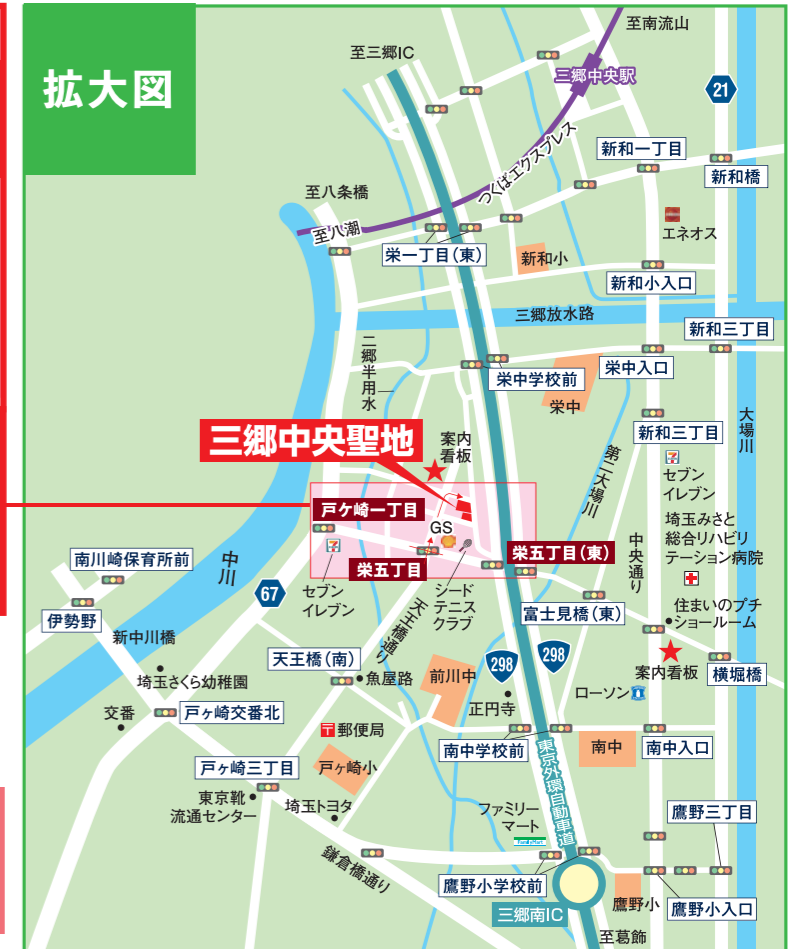 拡大図
至南流山
至三郷IC
三郷中央駅
21
つくばエクスプレス
新和一丁目
新和橋
至八条橋
至八潮
エネオス
栄一丁目(東)
新和小
新和小入口
三郷放水路
新和三丁目
二郷半用水
栄中学校前
栄中入口
栄中
大場川
三郷中央聖地
案内
看板
新和三丁目
第二大場川
セブン
イレブン
戸ケ崎一丁目
GS
埼玉みさと
総合リハビリ
テーション病院
中央通り
栄五丁目(東)
南川崎保育所前
中川
栄五丁目
67
セブン
イレブン
シード
テニス
クラブ
天王橋通り
富士見橋(東)
住まいのプチ
ショールーム
伊勢野
新中川橋
天王橋(南)
298
298
案内看板
横堀橋
埼玉さくら幼稚園
魚屋路
前川中
ローソン
正円寺
交番
戸ヶ崎交番北
郵便局
南中学校前
南中
南中入口
東京外環自動車道
戸ヶ崎三丁目
戸ヶ崎小
東京靴
流通センター
埼玉トヨタ
ファミリー
マート
FamilyMart
鷹野三丁目
鎌倉橋通り
鷹野小学校前
三郷南IC
鷹野小
鷹野小入口
至葛飾